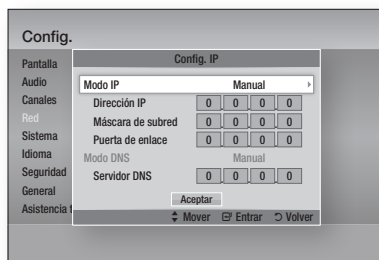 Config.
Pantalla
Audio
Canales
Red
Sistema
Idioma
Seguridad
General
Asistencia
Config. IP
Modo IP Manual
Dirección IP 0 . 0 . 0 . 0
Máscara de subred 0 . 0 . 0 . 0
Puerta de enlace 0 . 0 . 0 . 0
Modo DNS Manual
Servidor DNS 0 . 0 . 0 . 0
Aceptar
Mover Entrar Volver